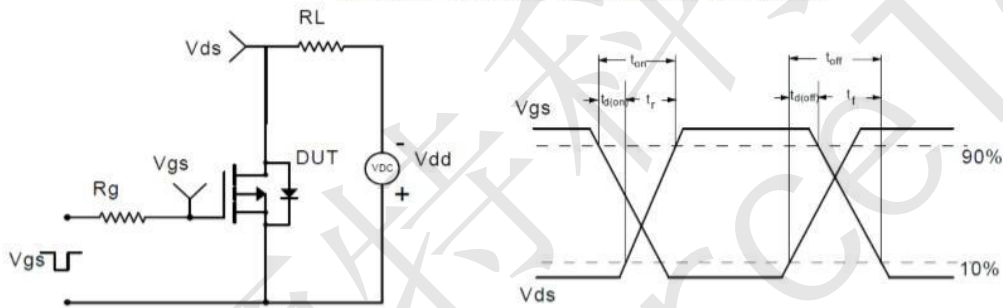 RL
Vds
Vgs
DUT
VDC
-
Vdd
+
Rg
Vgs
ton
toff
td(on)
tr
td(off)
tf
Vgs
90%
10%
Vds